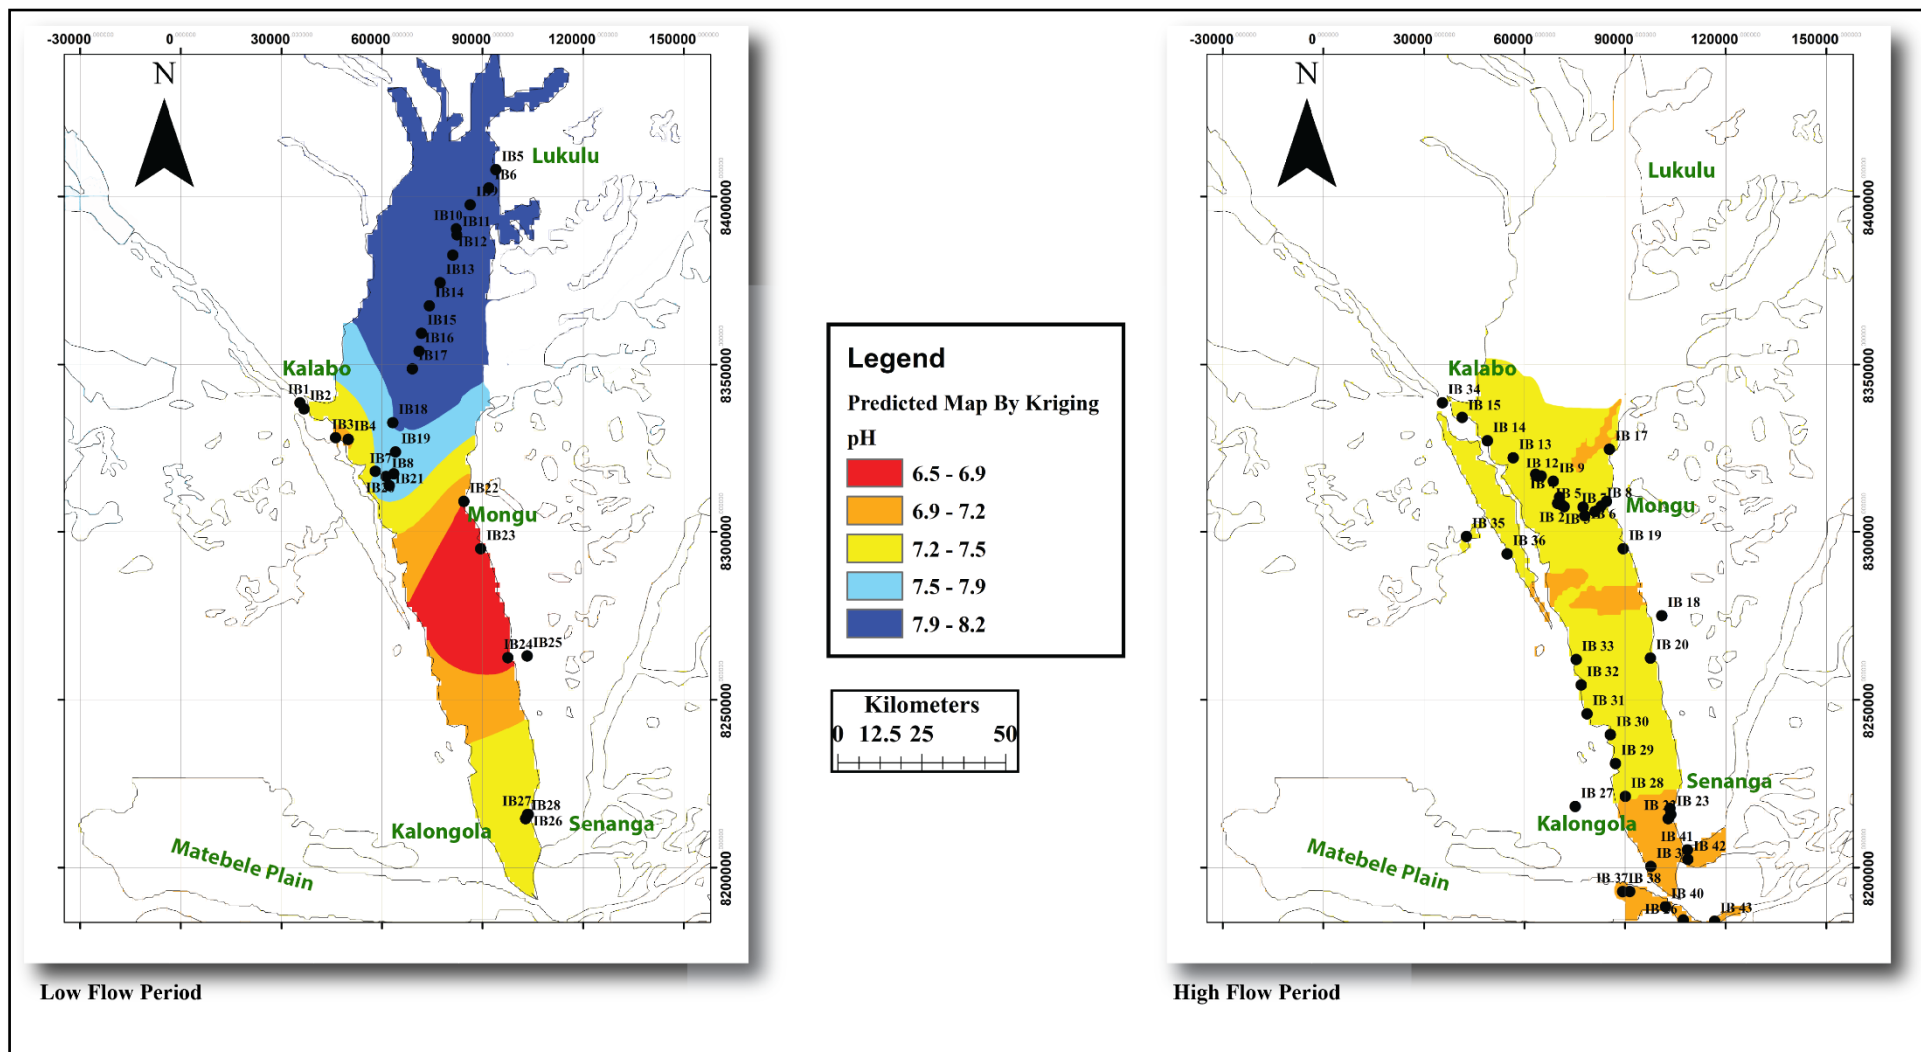 -30000 0 30000 60000 90000 120000 150000
N
8400000
8350000
8300000
8250000
8200000
IB5
Lukulu
IB6
IB9
IB10
IB11
IB12
IB13
IB14
IB15
IB16
IB17
Kalabo
IB1
IB2
IB18
IB3
IB4
IB19
IB7
IB8
IB21
IB22
Mongu
IB23
IB24
IB25
IB27
IB28
IB26
Kalongola
Senanga
Matebele Plain
Low Flow Period
Legend
Predicted Map By Kriging
pH
6.5 - 6.9
6.9 - 7.2
7.2 - 7.5
7.5 - 7.9
7.9 - 8.2
Kilometers
0 12.5 25 50
-30000 0 30000 60000 90000 120000 150000
N
8400000
8350000
8300000
8250000
8200000
Lukulu
Kalabo
IB 34
IB 15
IB 14
IB 13
IB 17
IB 12
IB 9
IB 5
IB 8
IB 2
IB 6
Mongu
IB 35
IB 36
IB 19
IB 18
IB 20
IB 33
IB 32
IB 31
IB 30
IB 29
IB 28
Senanga
IB 27
IB 23
Kalongola
IB 41
IB 42
Matebele Plain
IB 37
IB 38
IB 40
IB 43
High Flow Period